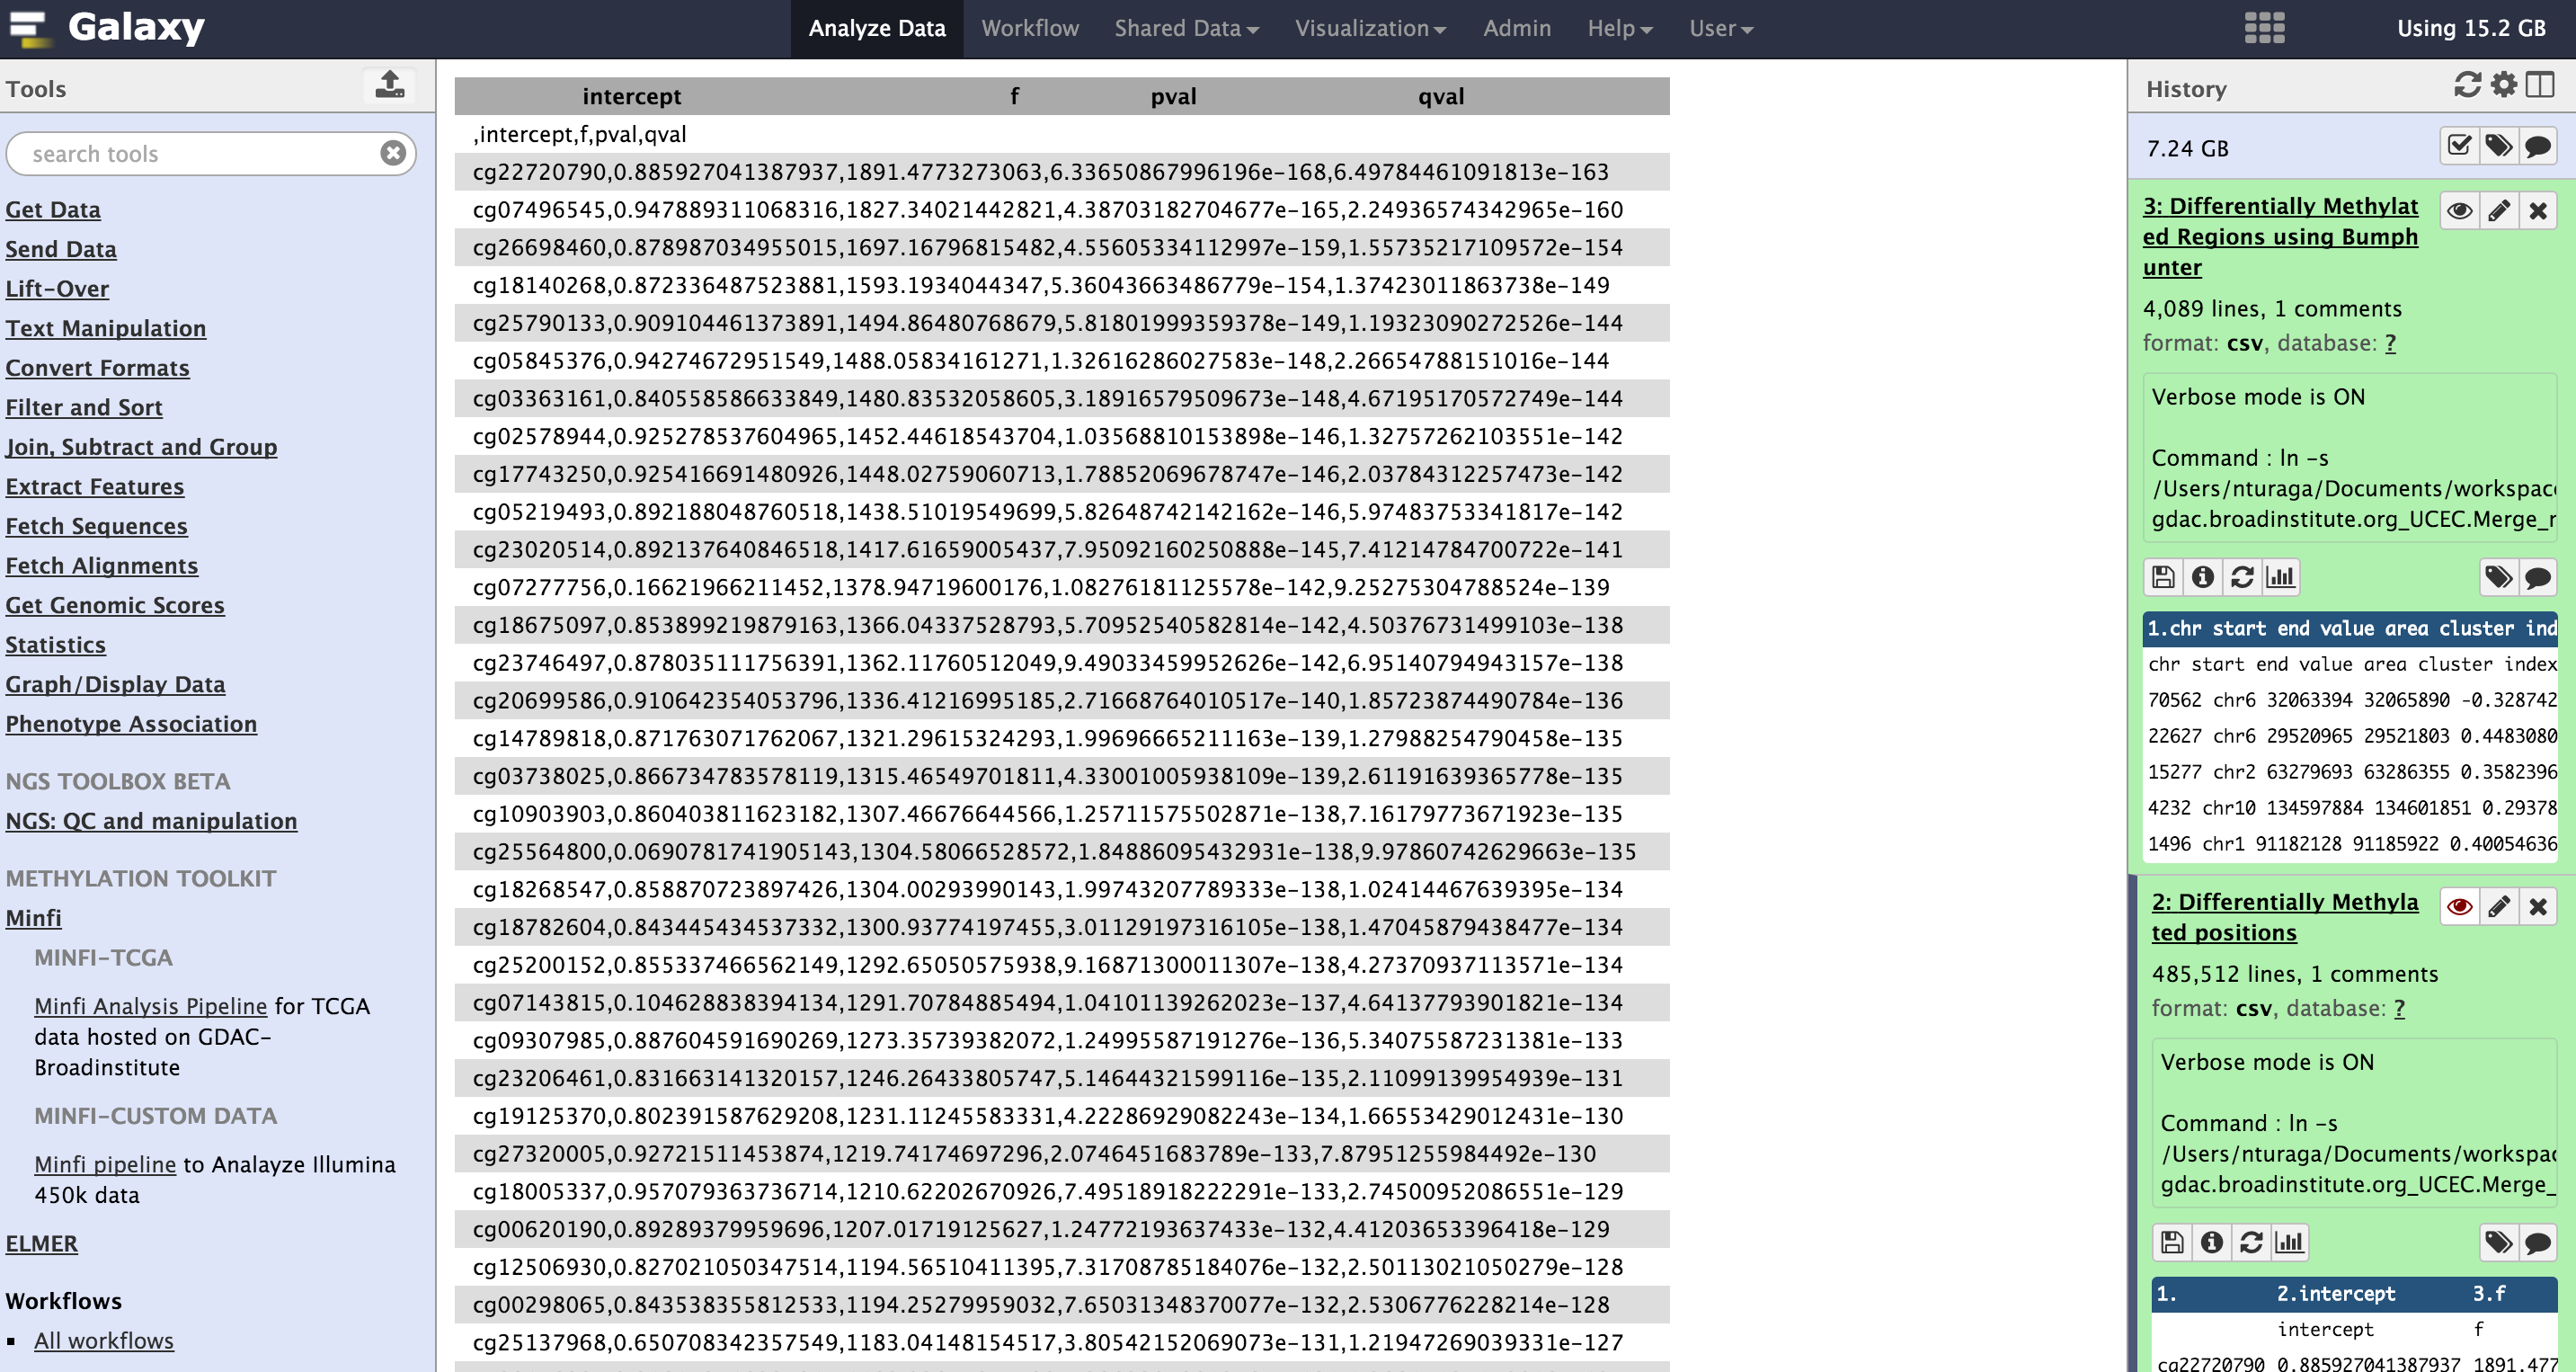 Galaxy
Analyze Data Workflow Shared Data Visualization Admin Help User
Using 15.2 GB
Tools
search tools
Get Data
Send Data
Lift-Over
Text Manipulation
Convert Formats
Filter and Sort
Join, Subtract and Group
Extract Features
Fetch Sequences
Fetch Alignments
Get Genomic Scores
Statistics
Graph/Display Data
Phenotype Association
NGS TOOLBOX BETA
NGS: QC and manipulation
METHYLATION TOOLKIT
Minfi
MINFI-TCGA
Minfi Analysis Pipeline for TCGA
data hosted on GDAC-
Broadinstitute
MINFI-CUSTOM DATA
Minfi pipeline to Analayze Illumina
450k data
ELMER
Workflows
All workflows
intercept f pval qval
,intercept,f,pval,qval
cg22720790,0.885927041387937,1891.4773273063,6.33650867996196e-168,6.49784461091813e-163
cg07496545,0.947889311068316,1827.34021442821,4.38703182704677e-165,2.24936574342965e-160
cg26698460,0.878987034955015,1697.16796815482,4.55605334112997e-159,1.55735217109572e-154
cg18140268,0.872336487523881,1593.1934044347,5.36043663486779e-154,1.37423011863738e-149
cg25790133,0.909104461373891,1494.86480768679,5.81801999359378e-149,1.19323090272526e-144
cg05845376,0.94274672951549,1488.05834161271,1.32616286027583e-148,2.26654788151016e-144
cg03363161,0.840558586633849,1480.83532058605,3.18916579509673e-148,4.67195170572749e-144
cg02578944,0.925278537604965,1452.44618543704,1.03568810153898e-146,1.32757262103551e-142
cg17743250,0.925416691480926,1448.02759060713,1.78852069678747e-146,2.03784312257473e-142
cg05219493,0.892188048760518,1438.51019549699,5.82648742142162e-146,5.97483753341817e-142
cg23020514,0.892137640846518,1417.61659005437,7.95092160250888e-145,7.41214784700722e-141
cg07277756,0.16621966211452,1378.94719600176,1.08276181125578e-142,9.25275304788524e-139
cg18675097,0.853899219879163,1366.04337528793,5.70952540582814e-142,4.50376731499103e-138
cg23746497,0.878035111756391,1362.11760512049,9.49033459952626e-142,6.95140794943157e-138
cg20699586,0.910642354053796,1336.41216995185,2.71668764010517e-140,1.85723874490784e-136
cg14789818,0.871763071762067,1321.29615324293,1.99696665211163e-139,1.27988254790458e-135
cg03738025,0.866734783578119,1315.46549701811,4.33001005938109e-139,2.61191639365778e-135
cg10903903,0.860403811623182,1307.46676644566,1.25711575502871e-138,7.16179773671923e-135
cg25564800,0.0690781741905143,1304.58066528572,1.84886095432931e-138,9.97860742629663e-135
cg18268547,0.858870723897426,1304.00293990143,1.99743207789333e-138,1.02414467639395e-134
cg18782604,0.843445434537332,1300.93774197455,3.01129197316105e-138,1.47045879438477e-134
cg25200152,0.855337466562149,1292.65050575938,9.16871300011307e-138,4.27370937113571e-134
cg07143815,0.104628838394134,1291.70784885494,1.04101139262023e-137,4.64137793901821e-134
cg09307985,0.887604591690269,1273.35739382072,1.24995587191276e-136,5.34075587231381e-133
cg23206461,0.831663141320157,1246.26433805747,5.14644321599116e-135,2.11099139954939e-131
cg19125370,0.802391587629208,1231.11245583331,4.22286929082243e-134,1.66553429012431e-130
cg27320005,0.92721511453874,1219.74174697296,2.0746451683789e-133,7.87951255984492e-130
cg18005337,0.957079363736714,1210.62202670926,7.49518918222291e-133,2.74500952086551e-129
cg00620190,0.89289379959696,1207.01719125627,1.24772193637433e-132,4.41203653396418e-129
cg12506930,0.827021050347514,1194.56510411395,7.31708785184076e-132,2.50113021050279e-128
cg00298065,0.843538355812533,1194.25279959032,7.65031348370077e-132,2.5306776228214e-128
cg25137968,0.650708342357549,1183.04148154517,3.80542152069073e-131,1.21947269039331e-127
History
7.24 GB
3: Differentially Methylat
ed Regions using Bumph
unter
4,089 lines, 1 comments
format: csv, database: ?
Verbose mode is ON
Command : ln -s
/Users/nturaga/Documents/workspac
gdac.broadinstitute.org_UCEC.Merge_
1.chr start end value area cluster ind
chr start end value area cluster index
70562 chr6 32063394 32065890 -0.328742
22627 chr6 29520965 29521803 0.4483080
15277 chr2 63279693 63286355 0.3582396
4232 chr10 134597884 134601851 0.29378
1496 chr1 91182128 91185922 0.40054636
2: Differentially Methyla
ted positions
485,512 lines, 1 comments
format: csv, database: ?
Verbose mode is ON
Command : ln -s
/Users/nturaga/Documents/workspac
gdac.broadinstitute.org_UCEC.Merge_
1. 2.intercept 3.f
intercept f
cg22720790 0.885927041387937 1891.477